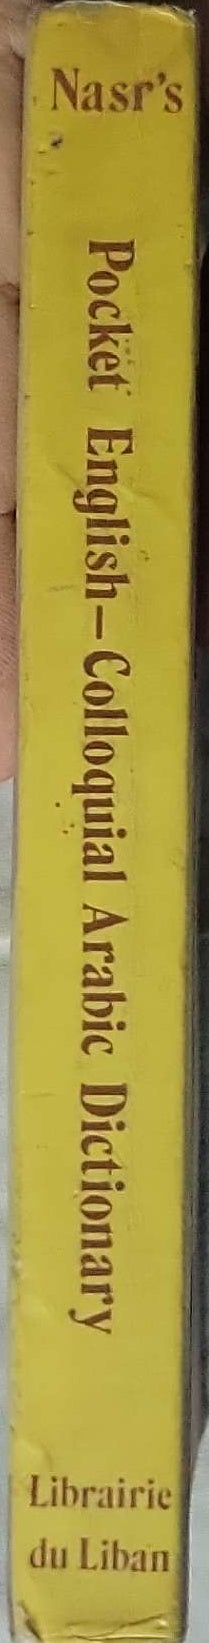 Nasr's
Pocket English–Colloquial Arabic Dictionary
Librairie
du Liban